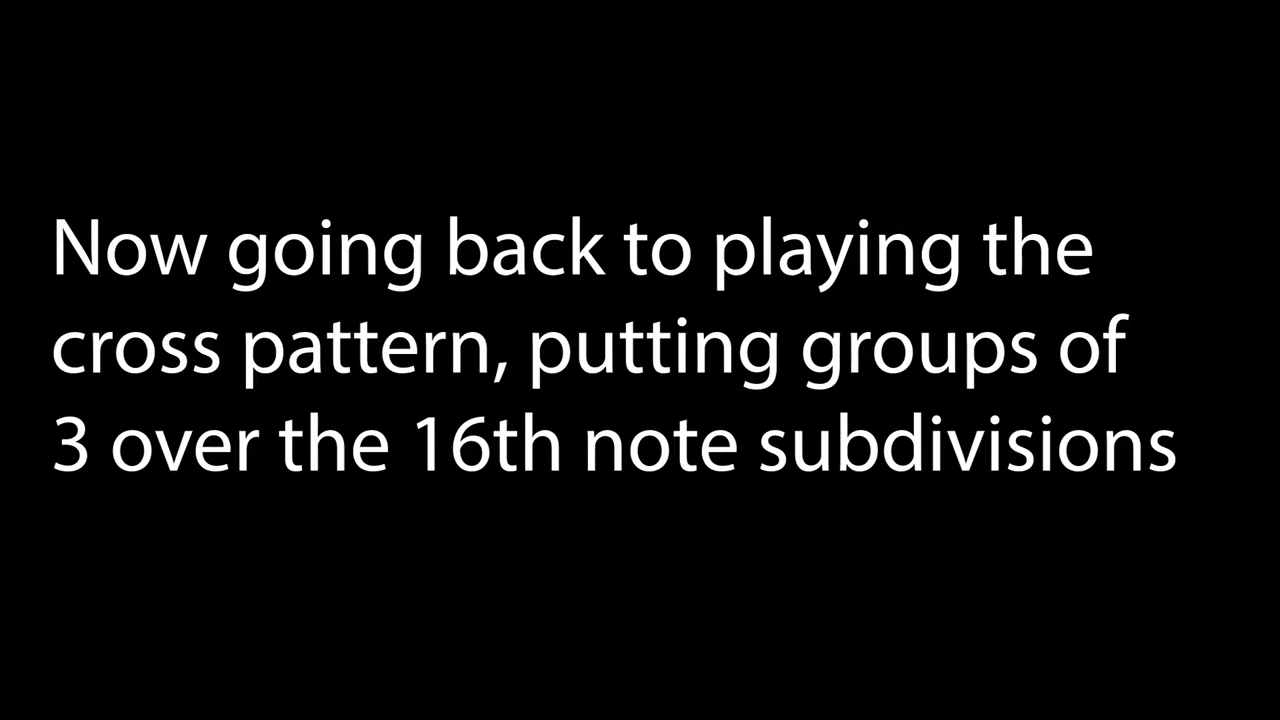 Now going back to playing the
cross pattern, putting groups of
3 over the 16th note subdivisions